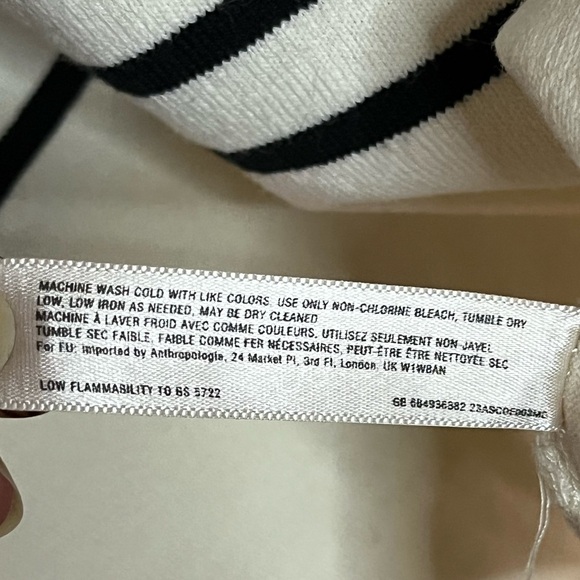 MACHINE WASH COLD WITH LIKE COLORS. USE ONLY NON-CHLORINE BLEACH, TUMBLE DRY
LOW, LOW IRON AS NEEDED, MAY BE DRY CLEANED
MACHINE À LAVER FROID AVEC COMME COULEURS, UTILISEZ SEULEMENT NON-JAVEL
TUMBLE SEC FAIBLE, FAIBLE COMME FER NÉCESSAIRES, PEUT-ÊTRE ÊTRE NETTOYÉE SEC
For EU: Imported by Anthropologie, 24 Market Pl, 3rd Fl, London, UK W1W8AN
LOW FLAMMABILITY TO BS 5722
GB 684936382